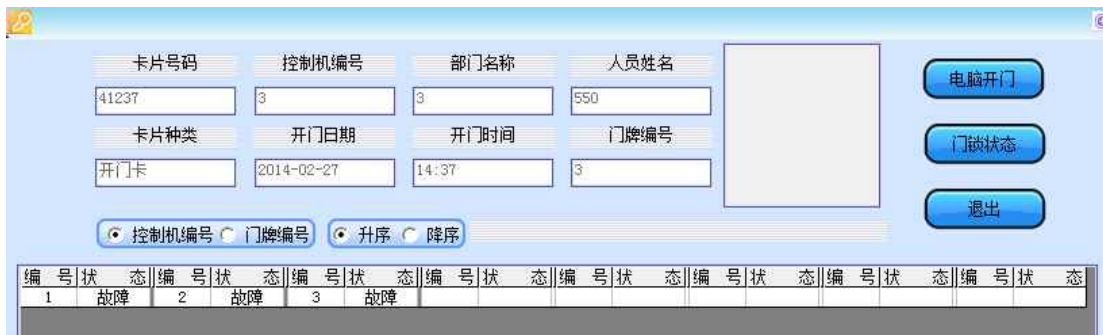 卡片号码 控制机编号 部门名称 人员姓名
41237 3 3 550
电脑开门
卡片种类 开门日期 开门时间 门牌编号
开门卡 2014-02-27 14:37 3
门锁状态
退出
控制机编号 门牌编号 升序 降序
编 号 状 态 编 号 状 态 编 号 状 态 编 号 状 态 编 号 状 态 编 号 状 态 编 号 状 态 编 号 状 态
1 故障 2 故障 3 故障